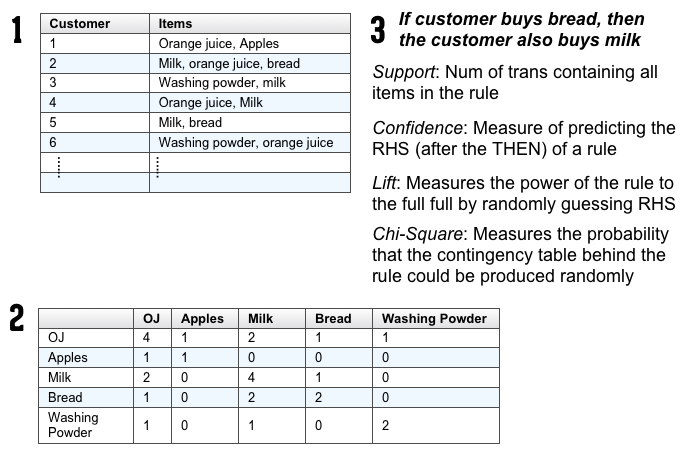 1
Customer Items
1 Orange juice, Apples
2 Milk, orange juice, bread
3 Washing powder, milk
4 Orange juice, Milk
5 Milk, bread
6 Washing powder, orange juice
3
If customer buys bread, then
the customer also buys milk
Support: Num of trans containing all
items in the rule
Confidence: Measure of predicting the
RHS (after the THEN) of a rule
Lift: Measures the power of the rule to
the full full by randomly guessing RHS
Chi-Square: Measures the probability
that the contingency table behind the
rule could be produced randomly
2
OJ Apples Milk Bread Washing Powder
OJ 4 1 2 1 1
Apples 1 1 0 0 0
Milk 2 0 4 1 0
Bread 1 0 2 2 0
Washing
Powder 1 0 1 0 2